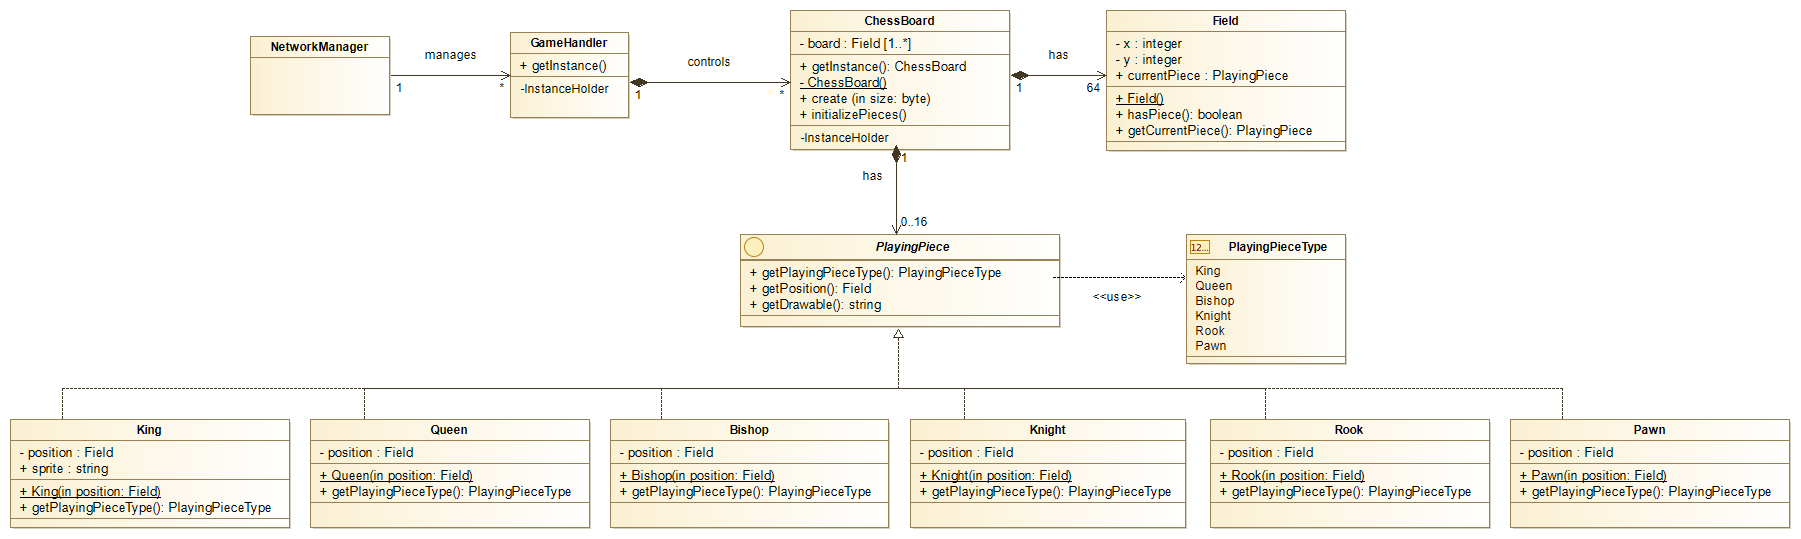 NetworkManager
manages
1
*
GameHandler
+ getInstance()
-InstanceHolder
controls
1
*
ChessBoard
- board : Field [1..*]
+ getInstance(): ChessBoard
- ChessBoard()
+ create (in size: byte)
+ initializePieces()
-InstanceHolder
has
1
64
Field
- x : integer
- y : integer
+ currentPiece : PlayingPiece
+ Field()
+ hasPiece(): boolean
+ getCurrentPiece(): PlayingPiece
1
has
0..16
PlayingPiece
+ getPlayingPieceType(): PlayingPieceType
+ getPosition(): Field
+ getDrawable(): string
<<use>>
12...
PlayingPieceType
King
Queen
Bishop
Knight
Rook
Pawn
King
- position : Field
+ sprite : string
+ King(in position: Field)
+ getPlayingPieceType(): PlayingPieceType
Queen
- position : Field
+ Queen(in position: Field)
+ getPlayingPieceType(): PlayingPieceType
Bishop
- position : Field
+ Bishop(in position: Field)
+ getPlayingPieceType(): PlayingPieceType
Knight
- position : Field
+ Knight(in position: Field)
+ getPlayingPieceType(): PlayingPieceType
Rook
- position : Field
+ Rook(in position: Field)
+ getPlayingPieceType(): PlayingPieceType
Pawn
- position : Field
+ Pawn(in position: Field)
+ getPlayingPieceType(): PlayingPieceType